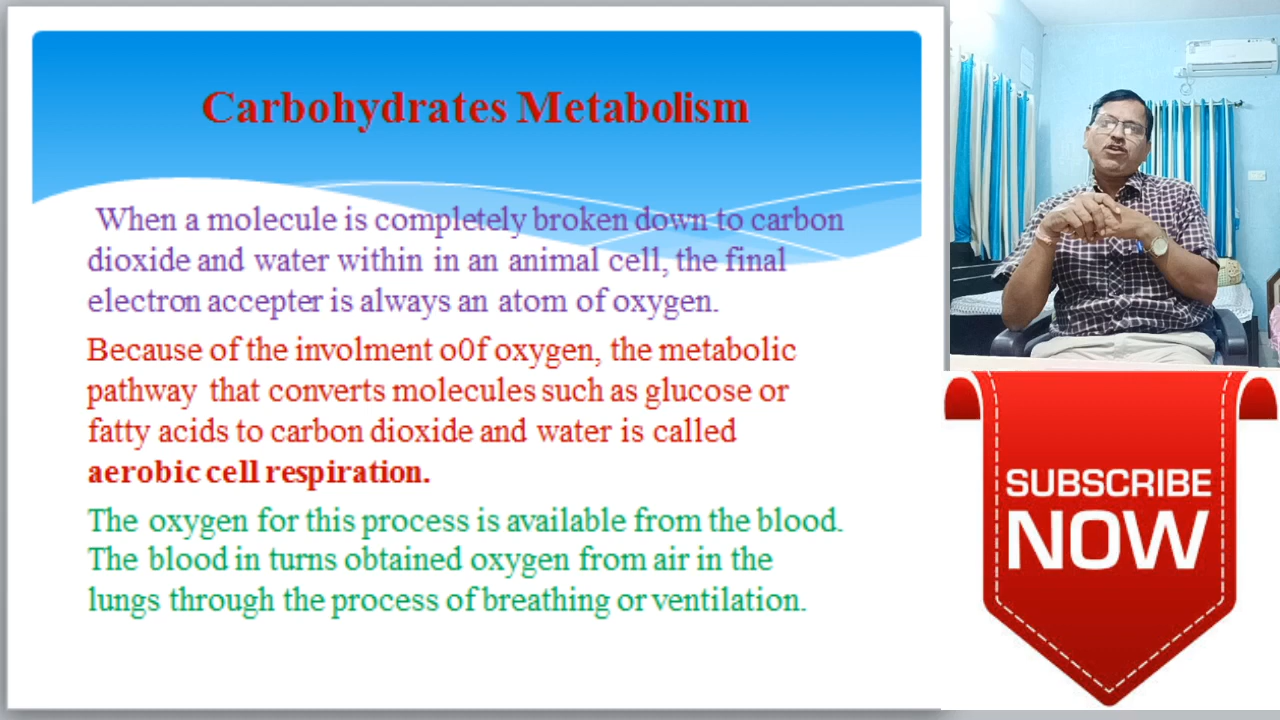 Carbohydrates Metabolism
When a molecule is completely broken down to carbon
dioxide and water within in an animal cell, the final
electron accepter is always an atom of oxygen.
Because of the involment o0f oxygen, the metabolic
pathway that converts molecules such as glucose or
fatty acids to carbon dioxide and water is called
aerobic cell respiration.
The oxygen for this process is available from the blood.
The blood in turns obtained oxygen from air in the
lungs through the process of breathing or ventilation.
SUBSCRIBE
NOW